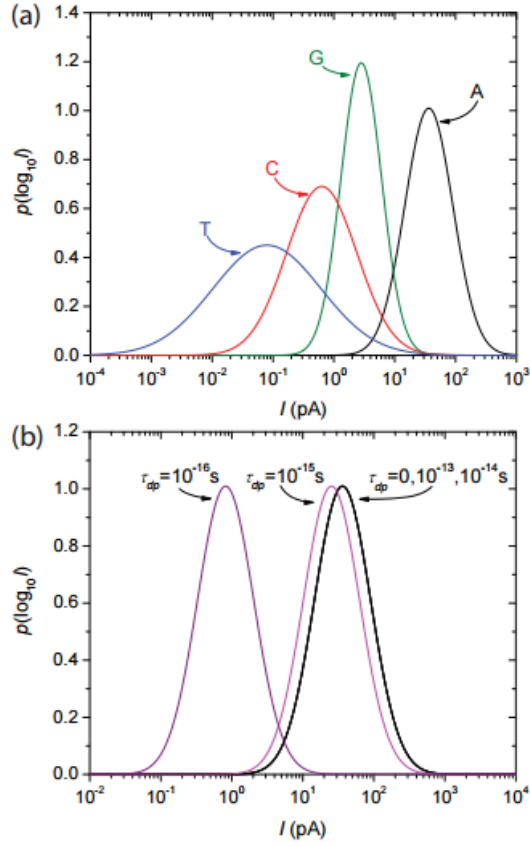 (a)
1.4
1.2
1.0
0.8
0.6
0.4
0.2
0.0
p(log₁₀I)
G
A
C
T
10⁻⁴ 10⁻³ 10⁻² 10⁻¹ 10⁰ 10¹ 10² 10³
I (pA)
(b)
1.2
1.0
0.8
0.6
0.4
0.2
0.0
p(log₁₀I)
τdp=10⁻¹⁶s τdp=10⁻¹⁵s τdp=0,10⁻¹³,10⁻¹⁴s
10⁻² 10⁻¹ 10⁰ 10¹ 10² 10³ 10⁴
I (pA)